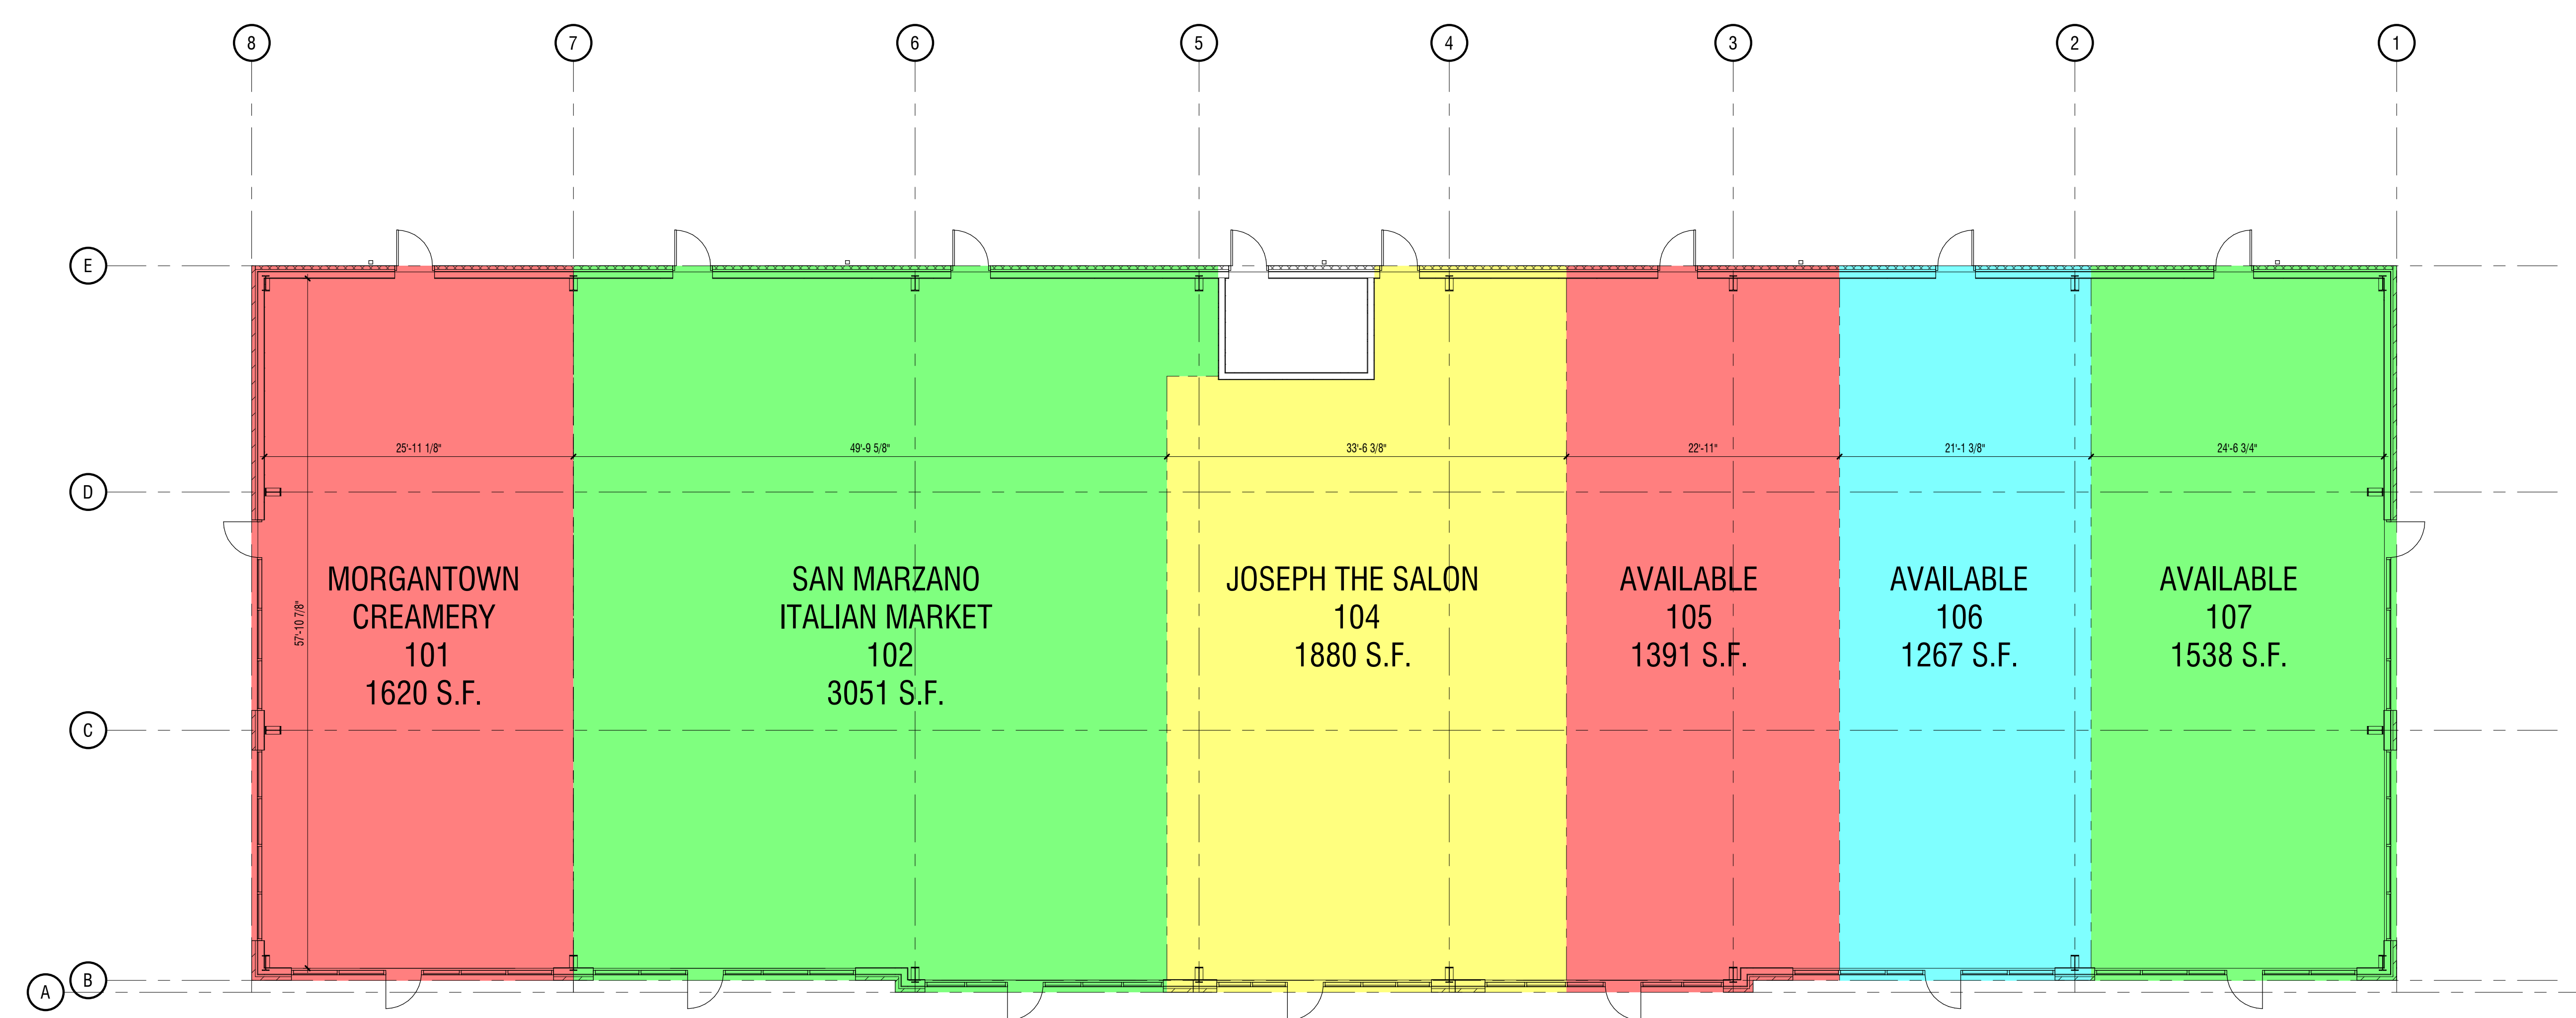 8
7
6
5
4
3
2
1
E
D
C
B
A
25'-11 1/8"
49'-9 5/8"
33'-6 3/8"
22'-11"
21'-1 3/8"
24'-6 3/4"
57'-10 7/8"
MORGANTOWN
CREAMERY
101
1620 S.F.
SAN MARZANO
ITALIAN MARKET
102
3051 S.F.
JOSEPH THE SALON
104
1880 S.F.
AVAILABLE
105
1391 S.F.
AVAILABLE
106
1267 S.F.
AVAILABLE
107
1538 S.F.